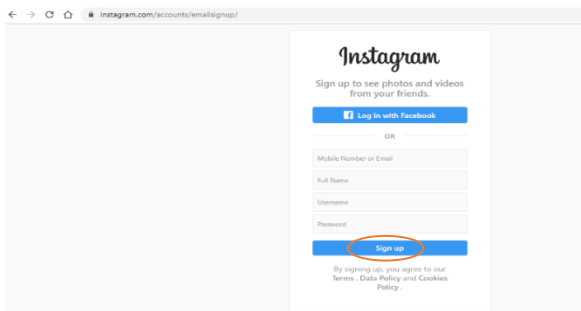 instagram.com/accounts/emailsignup/
Instagram
Sign up to see photos and videos
from your friends.
Log in with Facebook
OR
Mobile Number or Email
Full Name
Username
Password
Sign up
By signing up, you agree to our
Terms . Data Policy and Cookies
Policy .